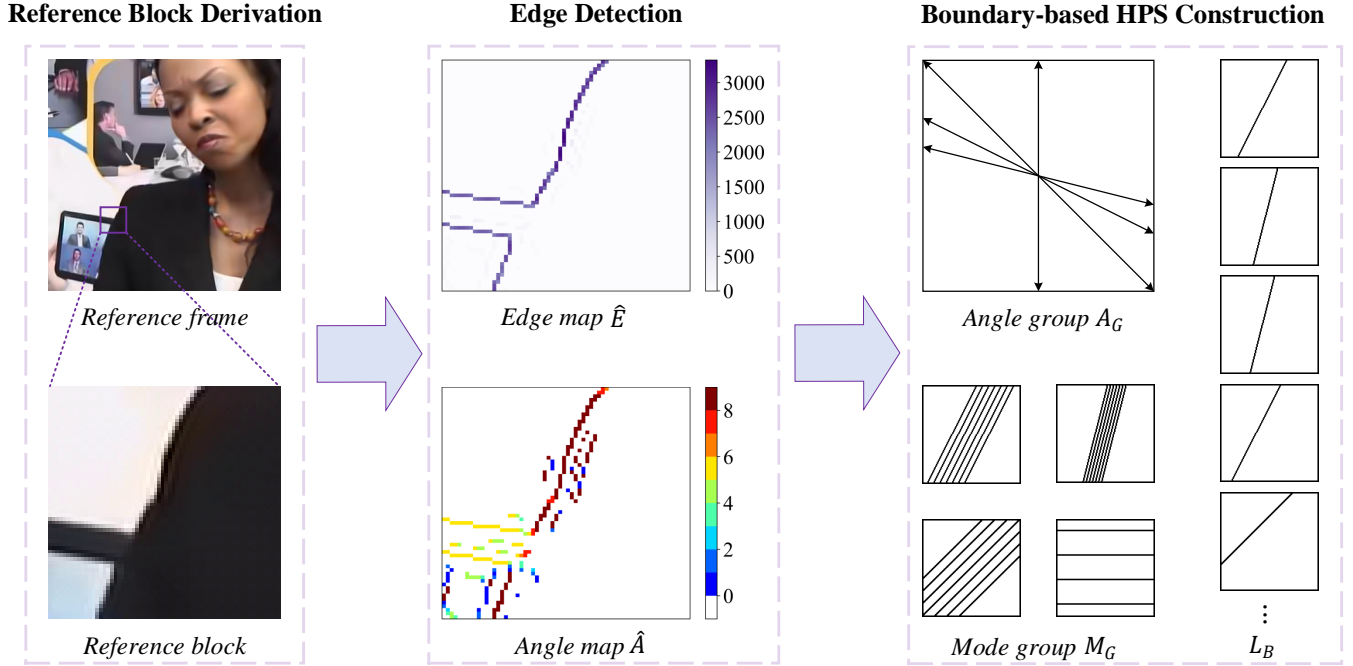 Reference Block Derivation
Edge Detection
Boundary-based HPS Construction
Reference frame
3000
2500
2000
1500
1000
500
0
Edge map Ê
Angle group A_G
Reference block
8
6
4
2
0
Angle map Â
Mode group M_G
L_B
⋮